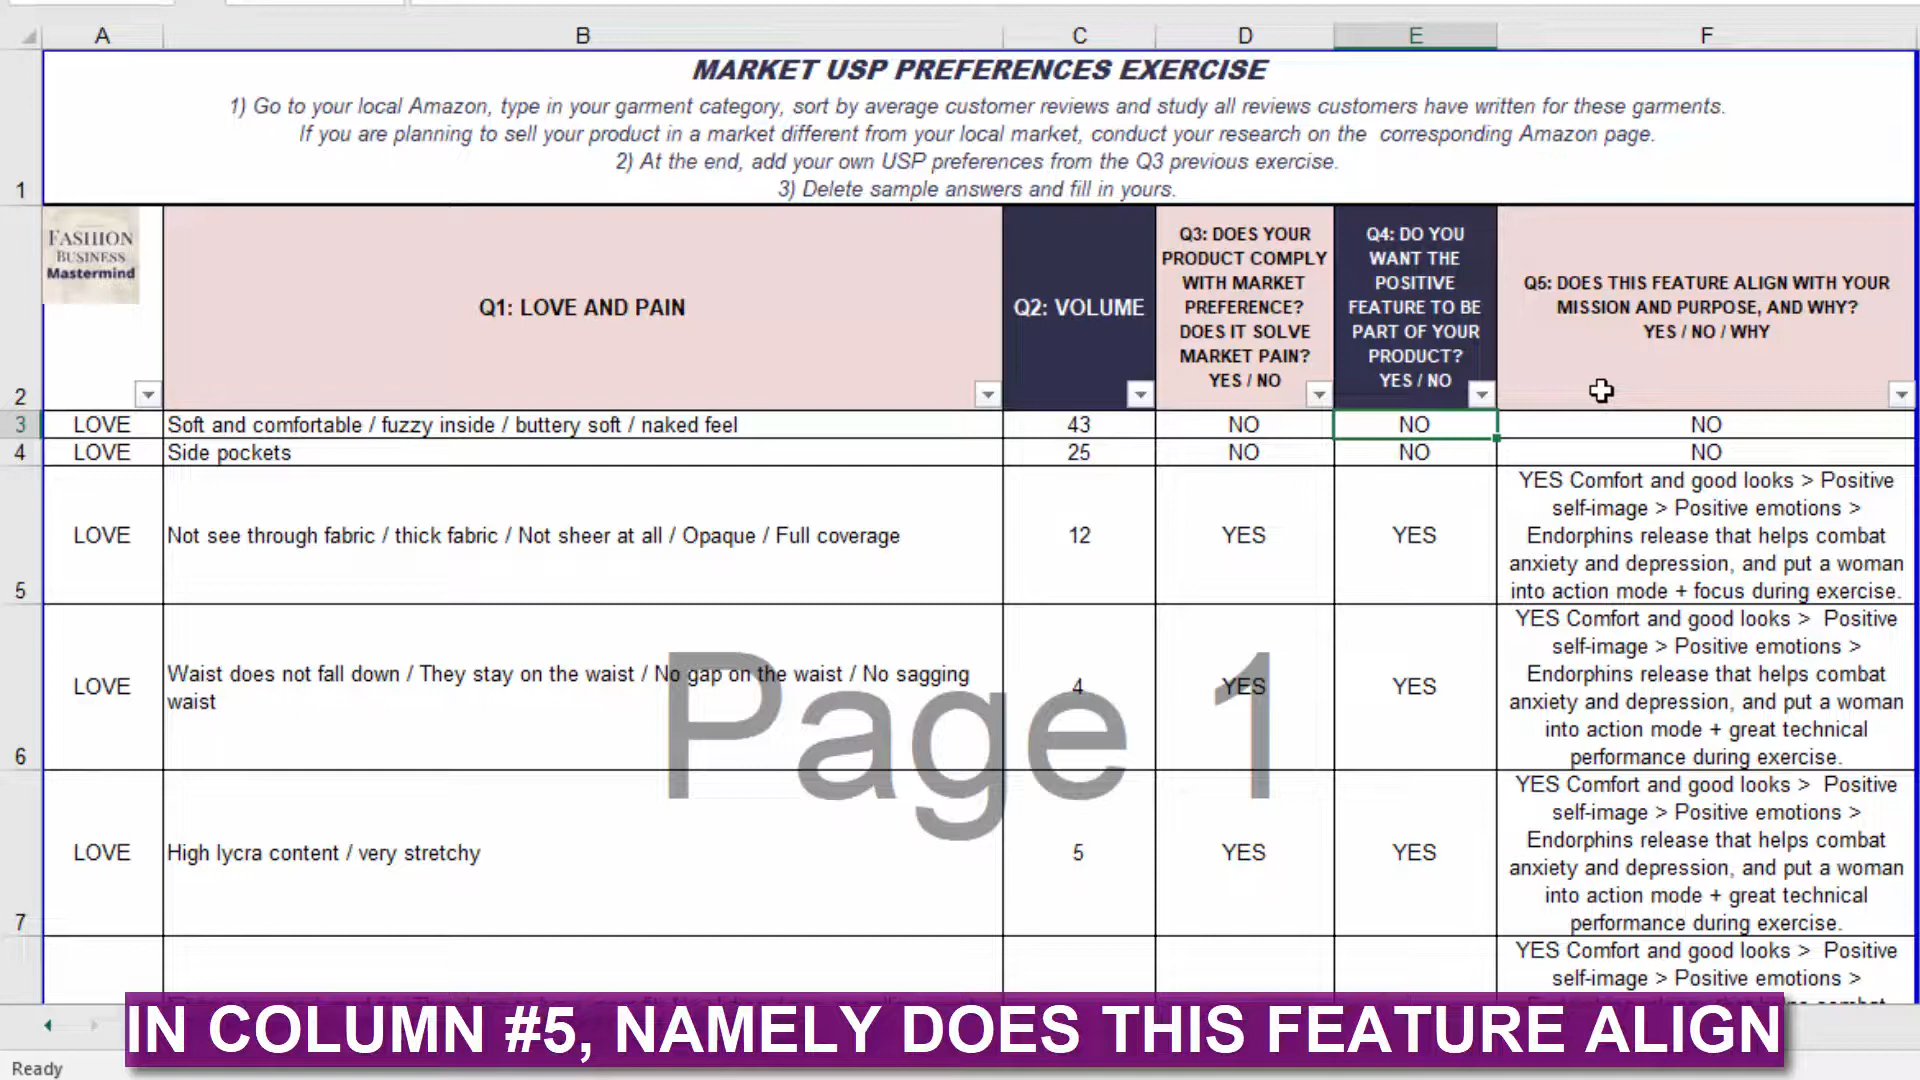 A B C D E F
MARKET USP PREFERENCES EXERCISE
1) Go to your local Amazon, type in your garment category, sort by average customer reviews and study all reviews customers have written for these garments.
If you are planning to sell your product in a market different from your local market, conduct your research on the corresponding Amazon page.
2) At the end, add your own USP preferences from the Q3 previous exercise.
1 3) Delete sample answers and fill in yours.
FASHION
BUSINESS
Mastermind
2
Q1: LOVE AND PAIN
Q2: VOLUME
Q3: DOES YOUR
PRODUCT COMPLY
WITH MARKET
PREFERENCE?
DOES IT SOLVE
MARKET PAIN?
YES / NO
Q4: DO YOU
WANT THE
POSITIVE
FEATURE TO BE
PART OF YOUR
PRODUCT?
YES / NO
Q5: DOES THIS FEATURE ALIGN WITH YOUR
MISSION AND PURPOSE, AND WHY?
YES / NO / WHY
3 LOVE Soft and comfortable / fuzzy inside / buttery soft / naked feel 43 NO NO NO
4 LOVE Side pockets 25 NO NO NO
5 LOVE Not see through fabric / thick fabric / Not sheer at all / Opaque / Full coverage 12 YES YES
YES Comfort and good looks > Positive
self-image > Positive emotions >
Endorphins release that helps combat
anxiety and depression, and put a woman
into action mode + focus during exercise.
6 LOVE Waist does not fall down / They stay on the waist / No gap on the waist / No sagging
waist 4 YES YES
YES Comfort and good looks > Positive
self-image > Positive emotions >
Endorphins release that helps combat
anxiety and depression, and put a woman
into action mode + great technical
performance during exercise.
Page 1
7 LOVE High lycra content / very stretchy 5 YES YES
YES Comfort and good looks > Positive
self-image > Positive emotions >
Endorphins release that helps combat
anxiety and depression, and put a woman
into action mode + great technical
performance during exercise.
YES Comfort and good looks > Positive
self-image > Positive emotions >
IN COLUMN #5, NAMELY DOES THIS FEATURE ALIGN
Ready